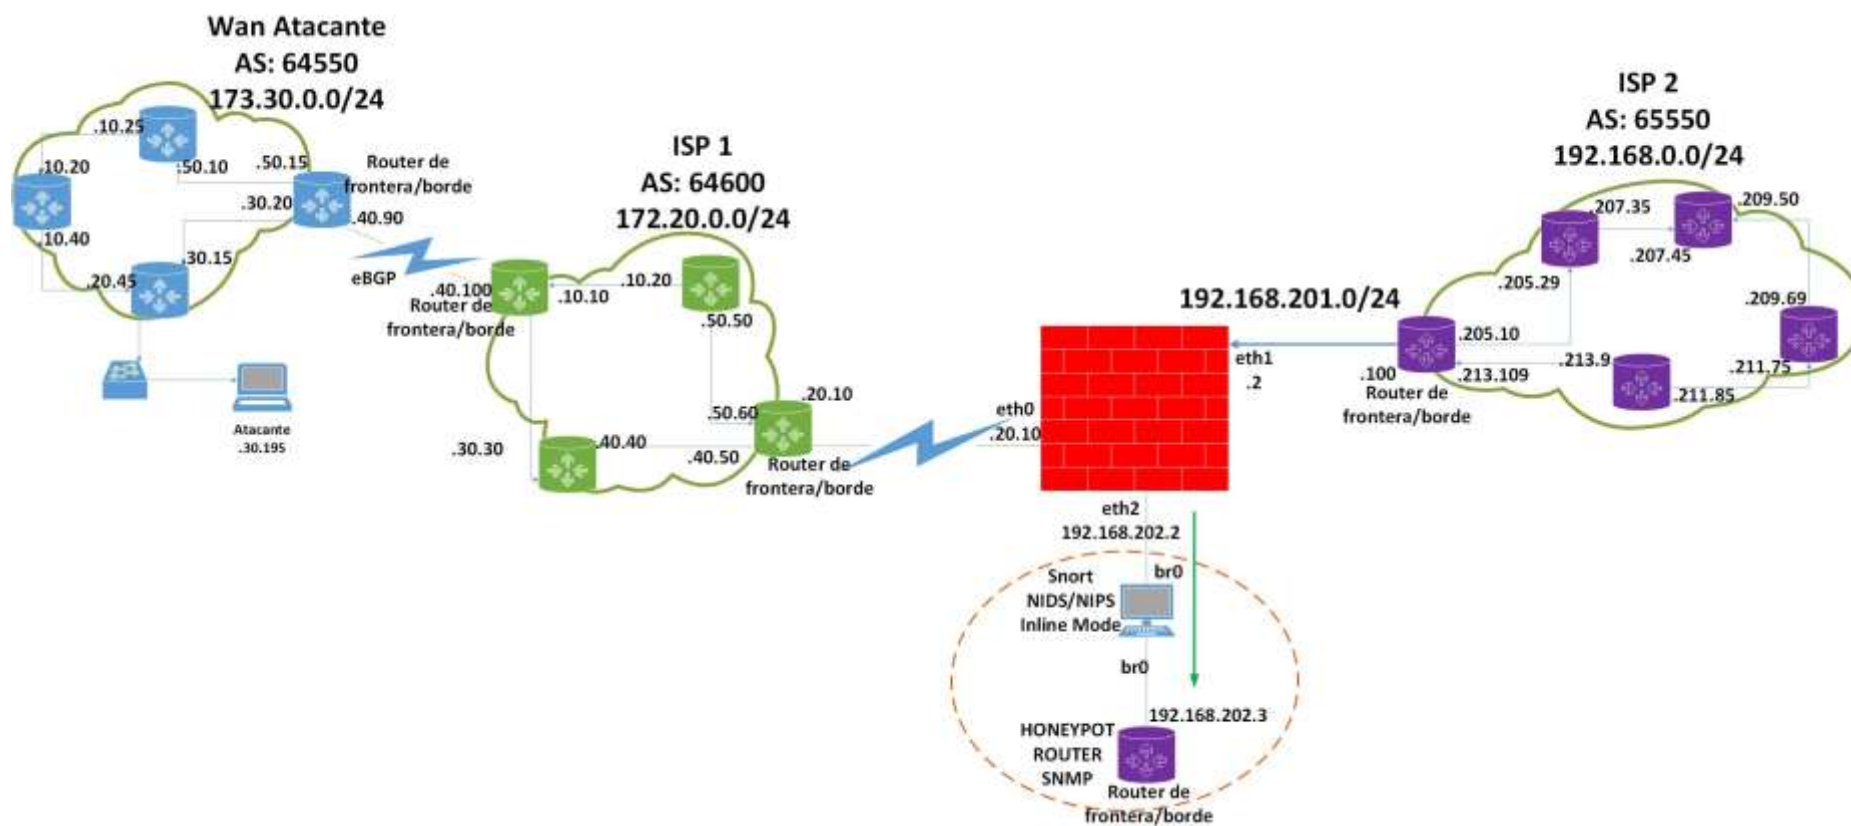 Wan Atacante
AS: 64550
173.30.0.0/24
.10.25
.10.20
.50.10
.50.15
Router de
frontera/borde
.30.20
.40.90
.10.40
.30.15
.20.45
eBGP
Atacante
.30.195
ISP 1
AS: 64600
172.20.0.0/24
.40.100
Router de
frontera/borde
.10.10
.10.20
.50.50
.20.10
.50.60
.30.30
.40.40
.40.50
Router de
frontera/borde
eth0
.20.10
192.168.201.0/24
eth1
.2
ISP 2
AS: 65550
192.168.0.0/24
.207.35
.209.50
.207.45
.205.29
.209.69
.205.10
.213.9
.211.75
.100
.213.109
.211.85
Router de
frontera/borde
eth2
192.168.202.2
br0
Snort
NIDS/NIPS
Inline Mode
br0
192.168.202.3
HONEYPOT
ROUTER
SNMP
Router de
frontera/borde